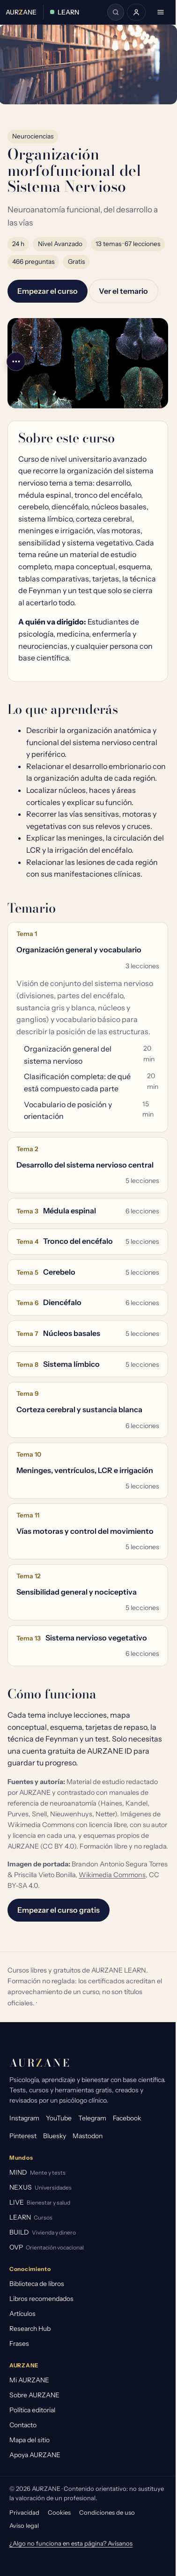 AURZANE LEARN
Neurociencias
Organización
morfofuncional del
Sistema Nervioso
Neuroanatomía funcional, del desarrollo a
las vías
24 h Nivel Avanzado 13 temas · 67 lecciones
466 preguntas Gratis
Empezar el curso Ver el temario
Sobre este curso
Curso de nivel universitario avanzado
que recorre la organización del sistema
nervioso tema a tema: desarrollo,
médula espinal, tronco del encéfalo,
cerebelo, diencéfalo, núcleos basales,
sistema límbico, corteza cerebral,
meninges e irrigación, vías motoras,
sensibilidad y sistema vegetativo. Cada
tema reúne un material de estudio
completo, mapa conceptual, esquema,
tablas comparativas, tarjetas, la técnica
de Feynman y un test que solo se cierra
al acertarlo todo.
A quién va dirigido: Estudiantes de
psicología, medicina, enfermería y
neurociencias, y cualquier persona con
base científica.
Lo que aprenderás
• Describir la organización anatómica y
funcional del sistema nervioso central
y periférico.
• Relacionar el desarrollo embrionario con
la organización adulta de cada región.
• Localizar núcleos, haces y áreas
corticales y explicar su función.
• Recorrer las vías sensitivas, motoras y
vegetativas con sus relevos y cruces.
• Explicar las meninges, la circulación del
LCR y la irrigación del encéfalo.
• Relacionar las lesiones de cada región
con sus manifestaciones clínicas.
Temario
Tema 1
Organización general y vocabulario
3 lecciones
Visión de conjunto del sistema nervioso
(divisiones, partes del encéfalo,
sustancia gris y blanca, núcleos y
ganglios) y vocabulario básico para
describir la posición de las estructuras.
Organización general del 20
sistema nervioso min
Clasificación completa: de qué 20
está compuesto cada parte min
Vocabulario de posición y 15
orientación min
Tema 2
Desarrollo del sistema nervioso central
5 lecciones
Tema 3 Médula espinal 6 lecciones
Tema 4 Tronco del encéfalo 5 lecciones
Tema 5 Cerebelo 5 lecciones
Tema 6 Diencéfalo 6 lecciones
Tema 7 Núcleos basales 5 lecciones
Tema 8 Sistema límbico 5 lecciones
Tema 9
Corteza cerebral y sustancia blanca
6 lecciones
Tema 10
Meninges, ventrículos, LCR e irrigación
5 lecciones
Tema 11
Vías motoras y control del movimiento
5 lecciones
Tema 12
Sensibilidad general y nociceptiva
5 lecciones
Tema 13 Sistema nervioso vegetativo
6 lecciones
Cómo funciona
Cada tema incluye lecciones, mapa
conceptual, esquema, tarjetas de repaso, la
técnica de Feynman y un test. Solo necesitas
una cuenta gratuita de AURZANE ID para
guardar tu progreso.
Fuentes y autoría: Material de estudio redactado
por AURZANE y contrastado con manuales de
referencia de neuroanatomía (Haines, Kandel,
Purves, Snell, Nieuwenhuys, Netter). Imágenes de
Wikimedia Commons con licencia libre, con su autor
y licencia en cada una, y esquemas propios de
AURZANE (CC BY 4.0). Formación libre y no reglada.
Imagen de portada: Brandon Antonio Segura Torres
& Priscilla Vieto Bonilla, Wikimedia Commons, CC
BY-SA 4.0.
Empezar el curso gratis
Cursos libres y gratuitos de AURZANE LEARN.
Formación no reglada: los certificados acreditan el
aprovechamiento de un curso, no son títulos
oficiales. ·
AURZANE
Psicología, aprendizaje y bienestar con base científica.
Tests, cursos y herramientas gratis, creados y
revisados por un psicólogo clínico.
Instagram YouTube Telegram Facebook
Pinterest Bluesky Mastodon
Mundos
MIND Mente y tests
NEXUS Universidades
LIVE Bienestar y salud
LEARN Cursos
BUILD Vivienda y dinero
OVP Orientación vocacional
Conocimiento
Biblioteca de libros
Libros recomendados
Artículos
Research Hub
Frases
AURZANE
Mi AURZANE
Sobre AURZANE
Política editorial
Contacto
Mapa del sitio
Apoya AURZANE
© 2026 AURZANE · Contenido orientativo: no sustituye
la valoración de un profesional.
Privacidad Cookies Condiciones de uso
Aviso legal
¿Algo no funciona en esta página? Avísanos